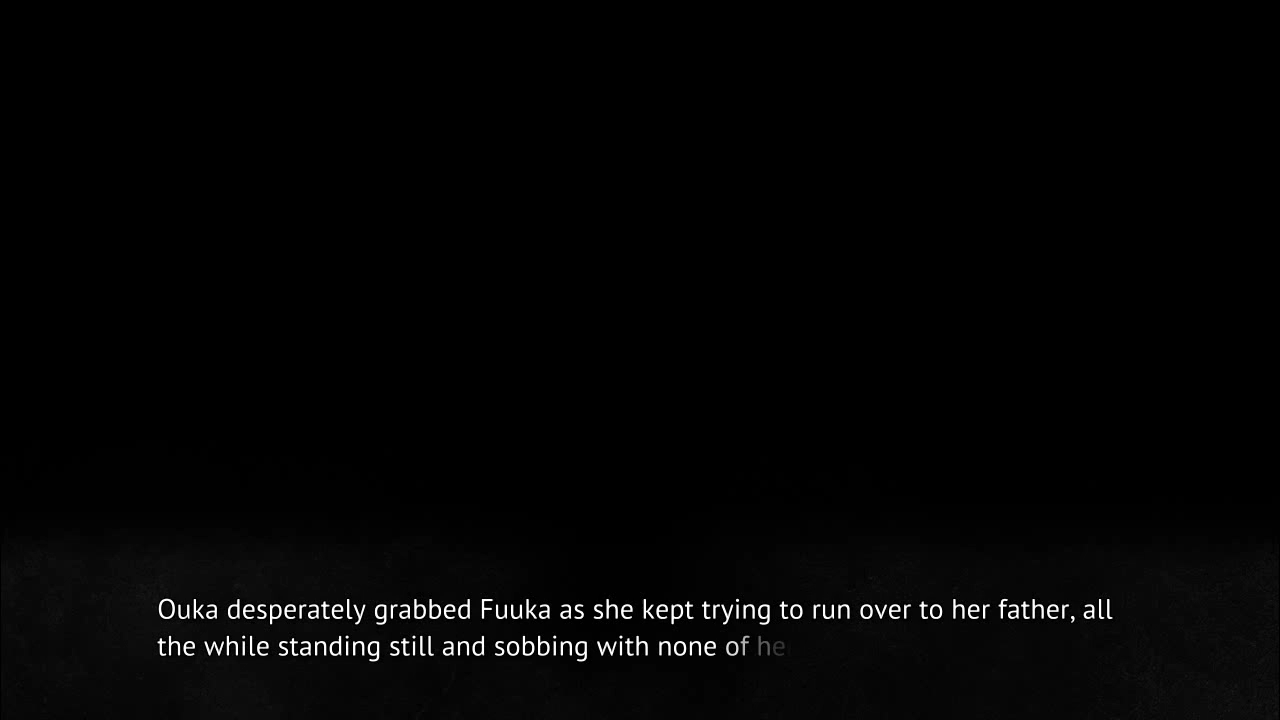 Ouka desperately grabbed Fuuka as she kept trying to run over to her father, all
the while standing still and sobbing with none of he